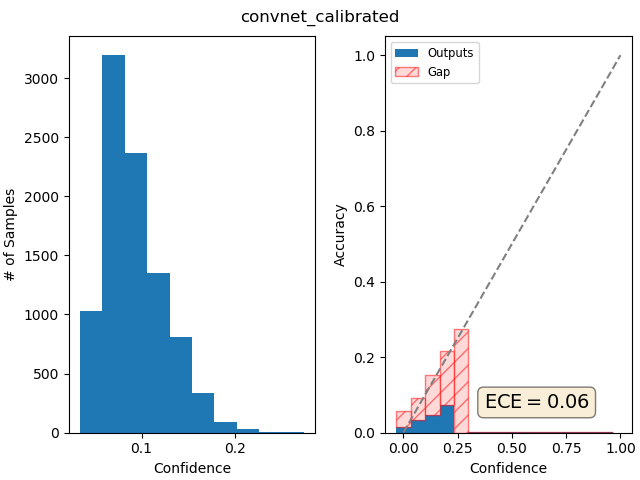 convnet_calibrated
# of Samples
3000
2500
2000
1500
1000
500
0
0.1 0.2
Confidence
Outputs
Gap
Accuracy
1.0
0.8
0.6
0.4
0.2
0.0
ECE = 0.06
0.00 0.25 0.50 0.75 1.00
Confidence